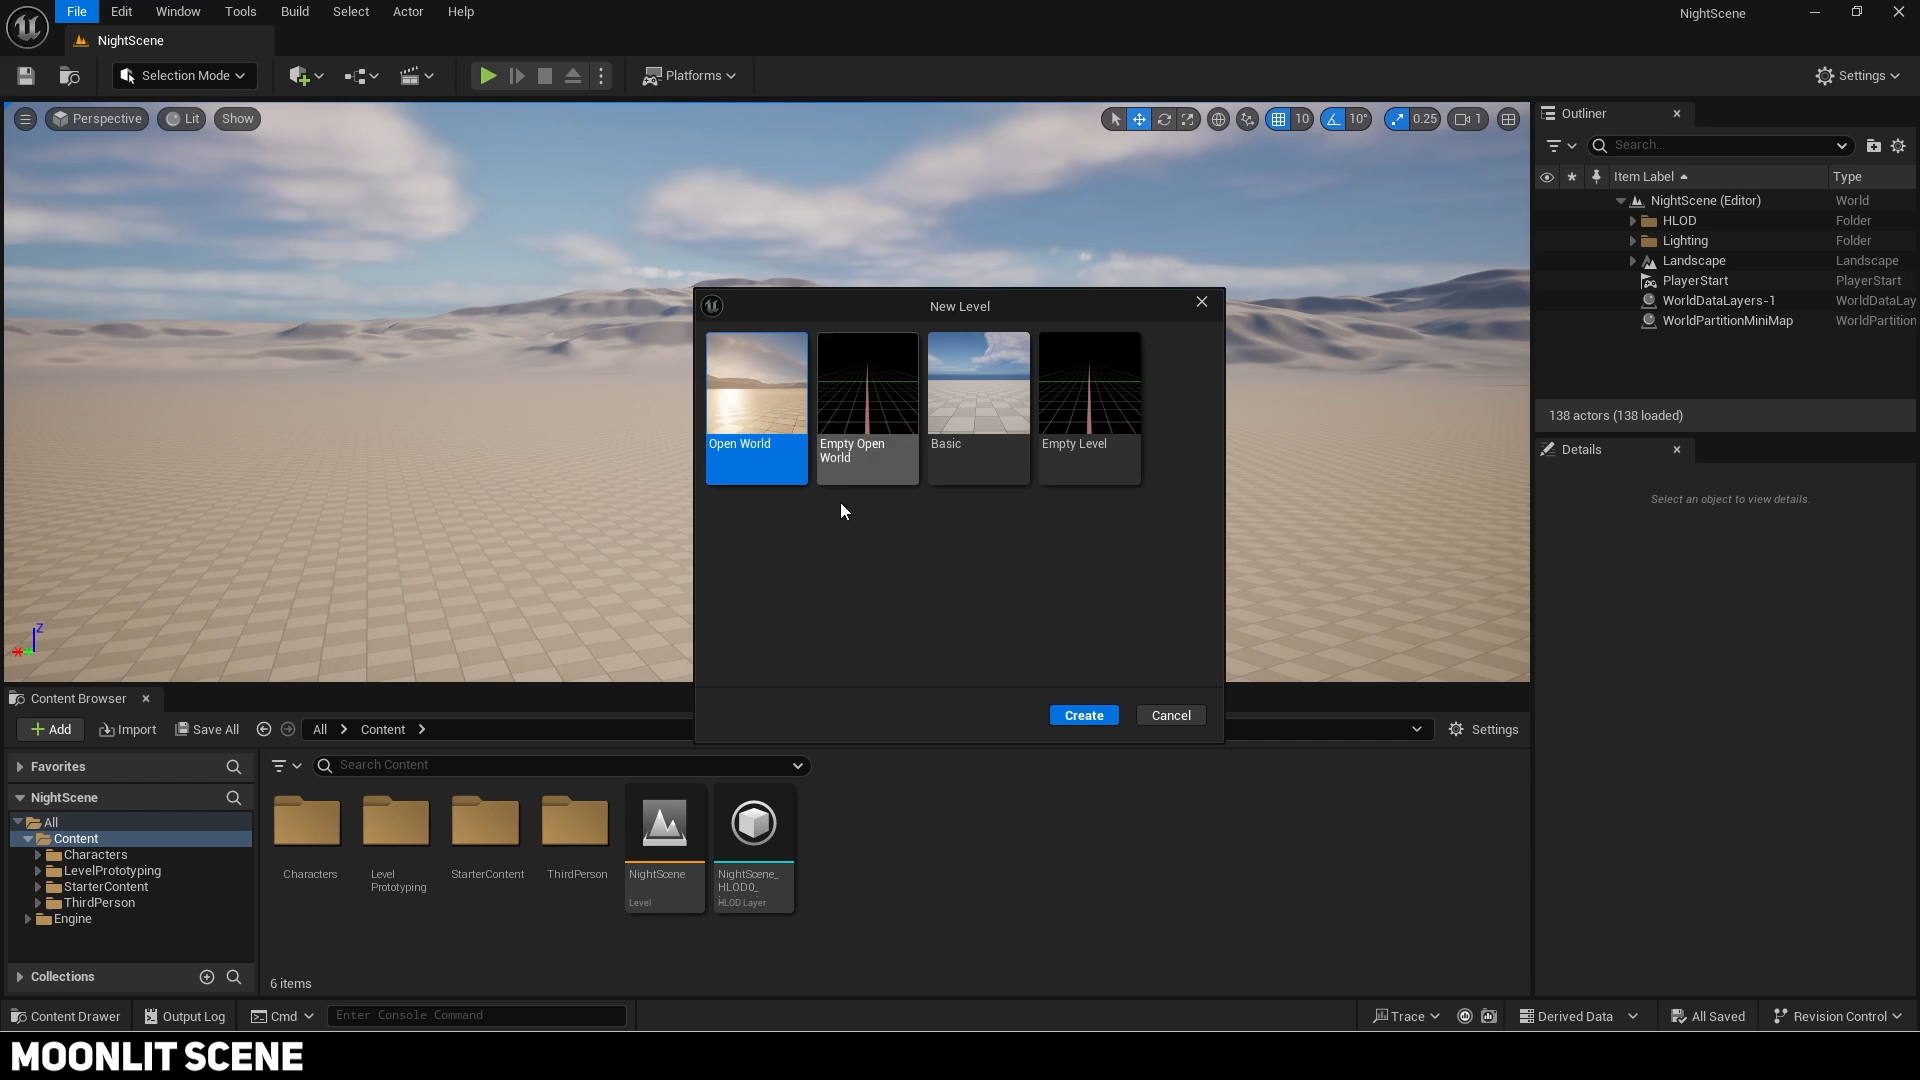 File Edit Window Tools Build Select Actor Help
NightScene
NightScene
Selection Mode
Platforms
Settings
Perspective Lit Show
10 10° 0.25 1
Outliner
Search...
Item Label Type
NightScene (Editor) World
HLOD Folder
Lighting Folder
Landscape Landscape
PlayerStart PlayerStart
WorldDataLayers-1 WorldDataLay
WorldPartitionMiniMap WorldPartition
138 actors (138 loaded)
Details
Select an object to view details.
New Level
Open World
Empty Open
World
Basic
Empty Level
Create Cancel
Z
Content Browser
Add Import Save All All Content Settings
Favorites
Search Content
NightScene
All
Content
Characters
LevelPrototyping
StarterContent
ThirdPerson
Engine
Collections
Characters
Level
Prototyping
StarterContent
ThirdPerson
NightScene
Level
NightScene_
HLOD0_
HLOD Layer
6 items
Content Drawer Output Log Cmd Enter Console Command Trace Derived Data All Saved Revision Control
MOONLIT SCENE